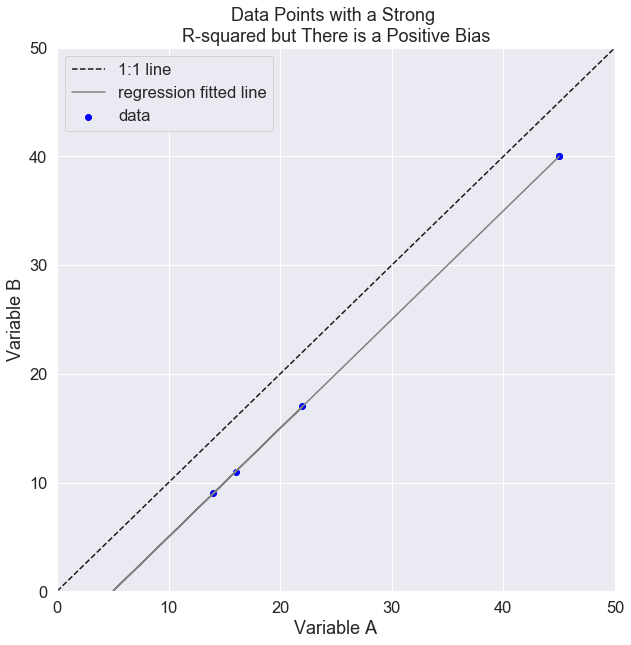 Data Points with a Strong
R-squared but There is a Positive Bias
1:1 line
regression fitted line
data
50
40
30
20
10
0
Variable B
0 10 20 30 40 50
Variable A